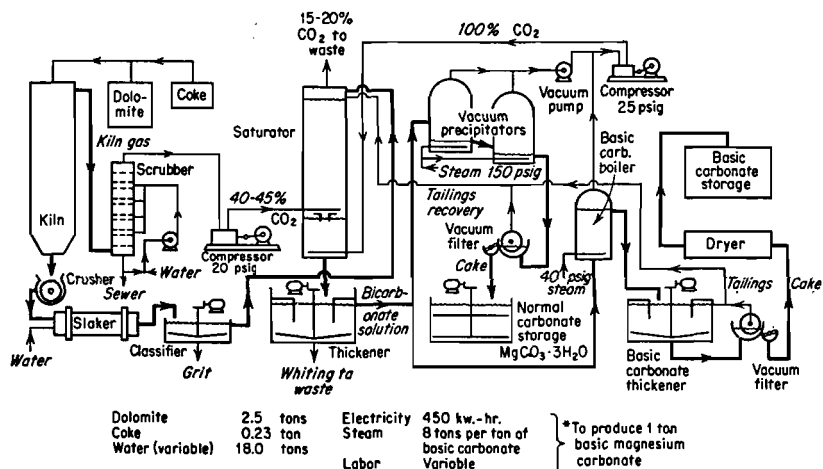 15-20%
CO2 to
waste
100% CO2
Dolo-
mite
Coke
Kiln gas
Scrubber
Saturator
Vacuum
pump
Compressor
25 psig
Vacuum
precipitators
Basic
carb.
boiler
Steam 150 psig
Basic
carbonate
storage
40-45%
CO2
Tailings
recovery
Kiln
Compressor
20 psig
Vacuum
filter
Dryer
Crusher
Water
Sewer
Cake
40 psig
steam
Tailings
Cake
Slaker
Water
Classifier
Grit
Bicarb-
onate
solution
Thickener
Whiting ta
waste
Normal
carbonate
storage
MgCO3·3H2O
Basic
carbonate
thickener
Vacuum
filter
Dolomite 2.5 tons
Coke 0.23 tan
Water (variable) 18.0 tons
Electricity 450 kw.-hr.
Steam 8 tons per tan af
basic carbonate
Labor Variable
*To produce 1 ton
basic magnesium
carbonate